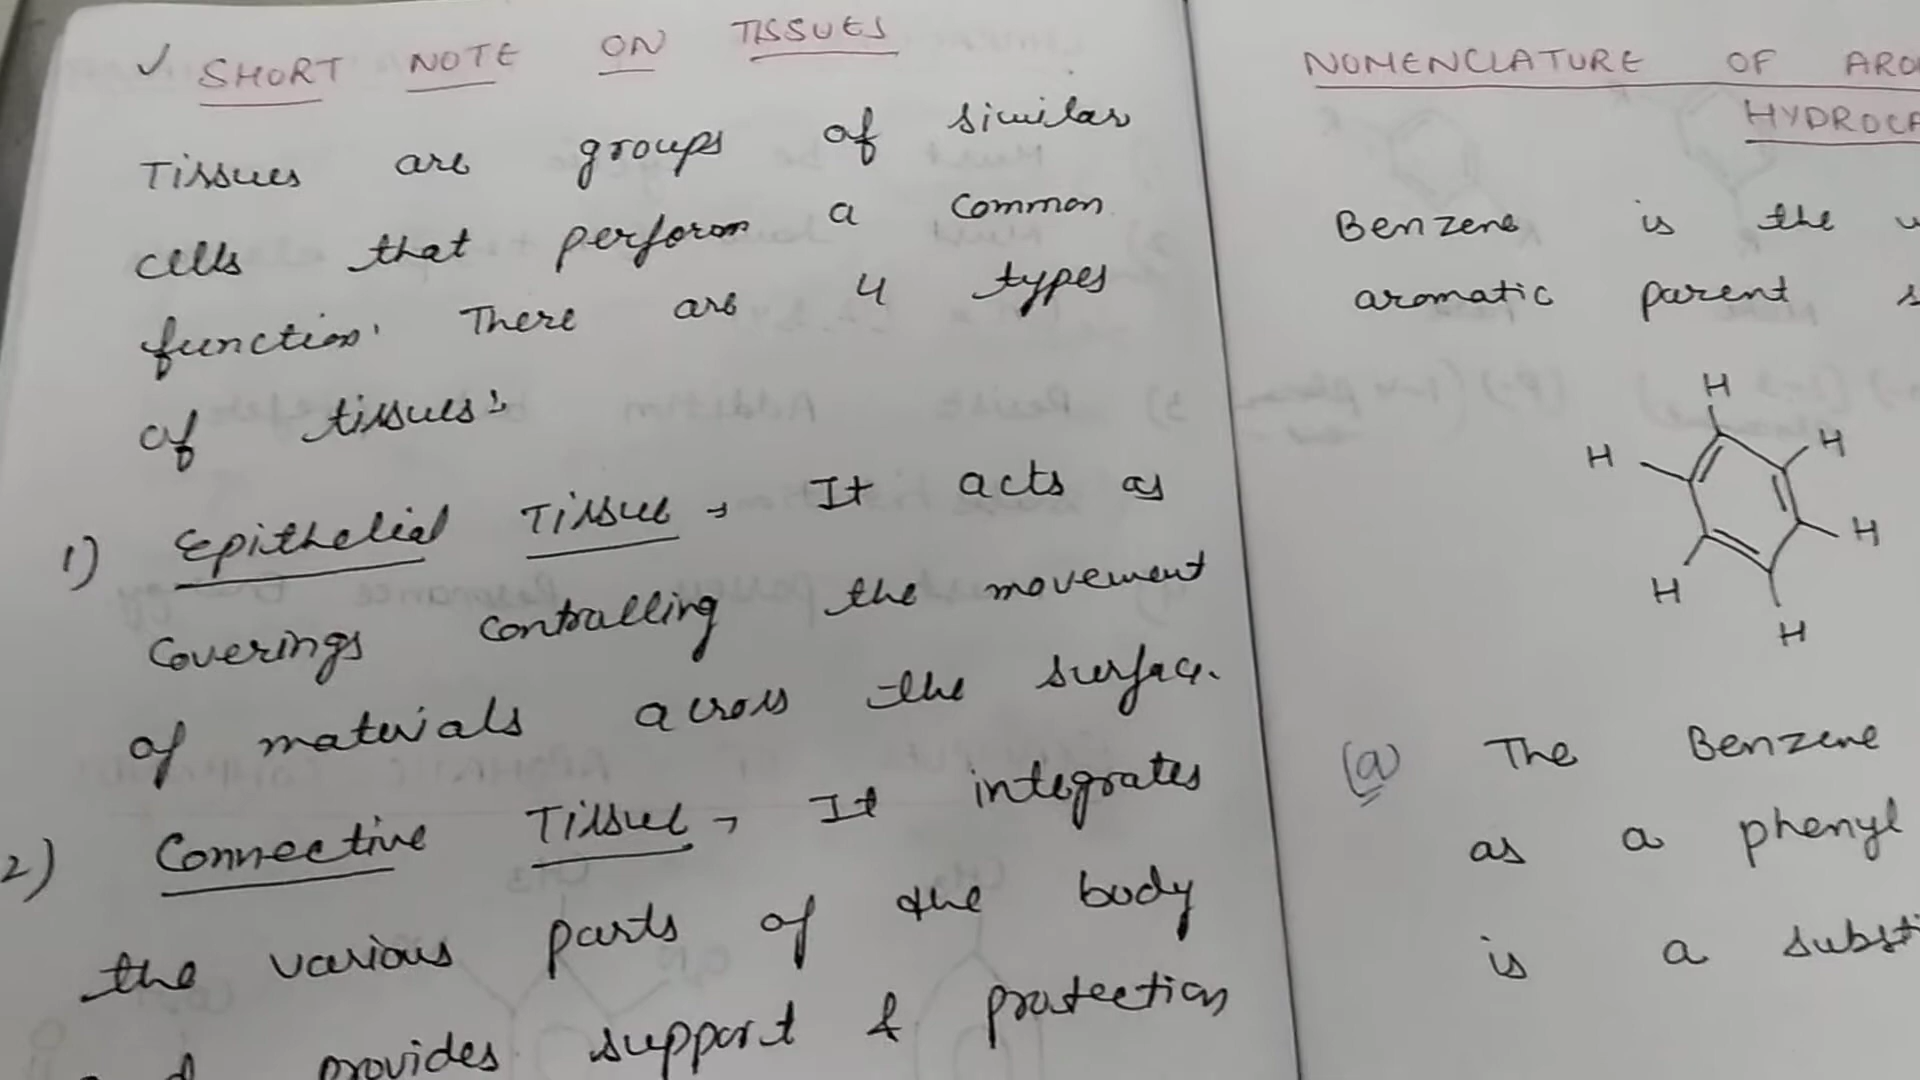 ✓ SHORT NOTE ON TISSUES
Tissues are groups of similar
cells that perform a common
function. There are 4 types
of tissues:
1) Epithelial Tissue → It acts as
coverings controlling the movement
of materials across the surface.
2) Connective Tissue → It integrates
the various parts of the body
provides support & protection
NOMENCLATURE OF
Benzene is the
aromatic parent
H
H H
H
H
H
(a) The Benzene
as a phenyl
is a